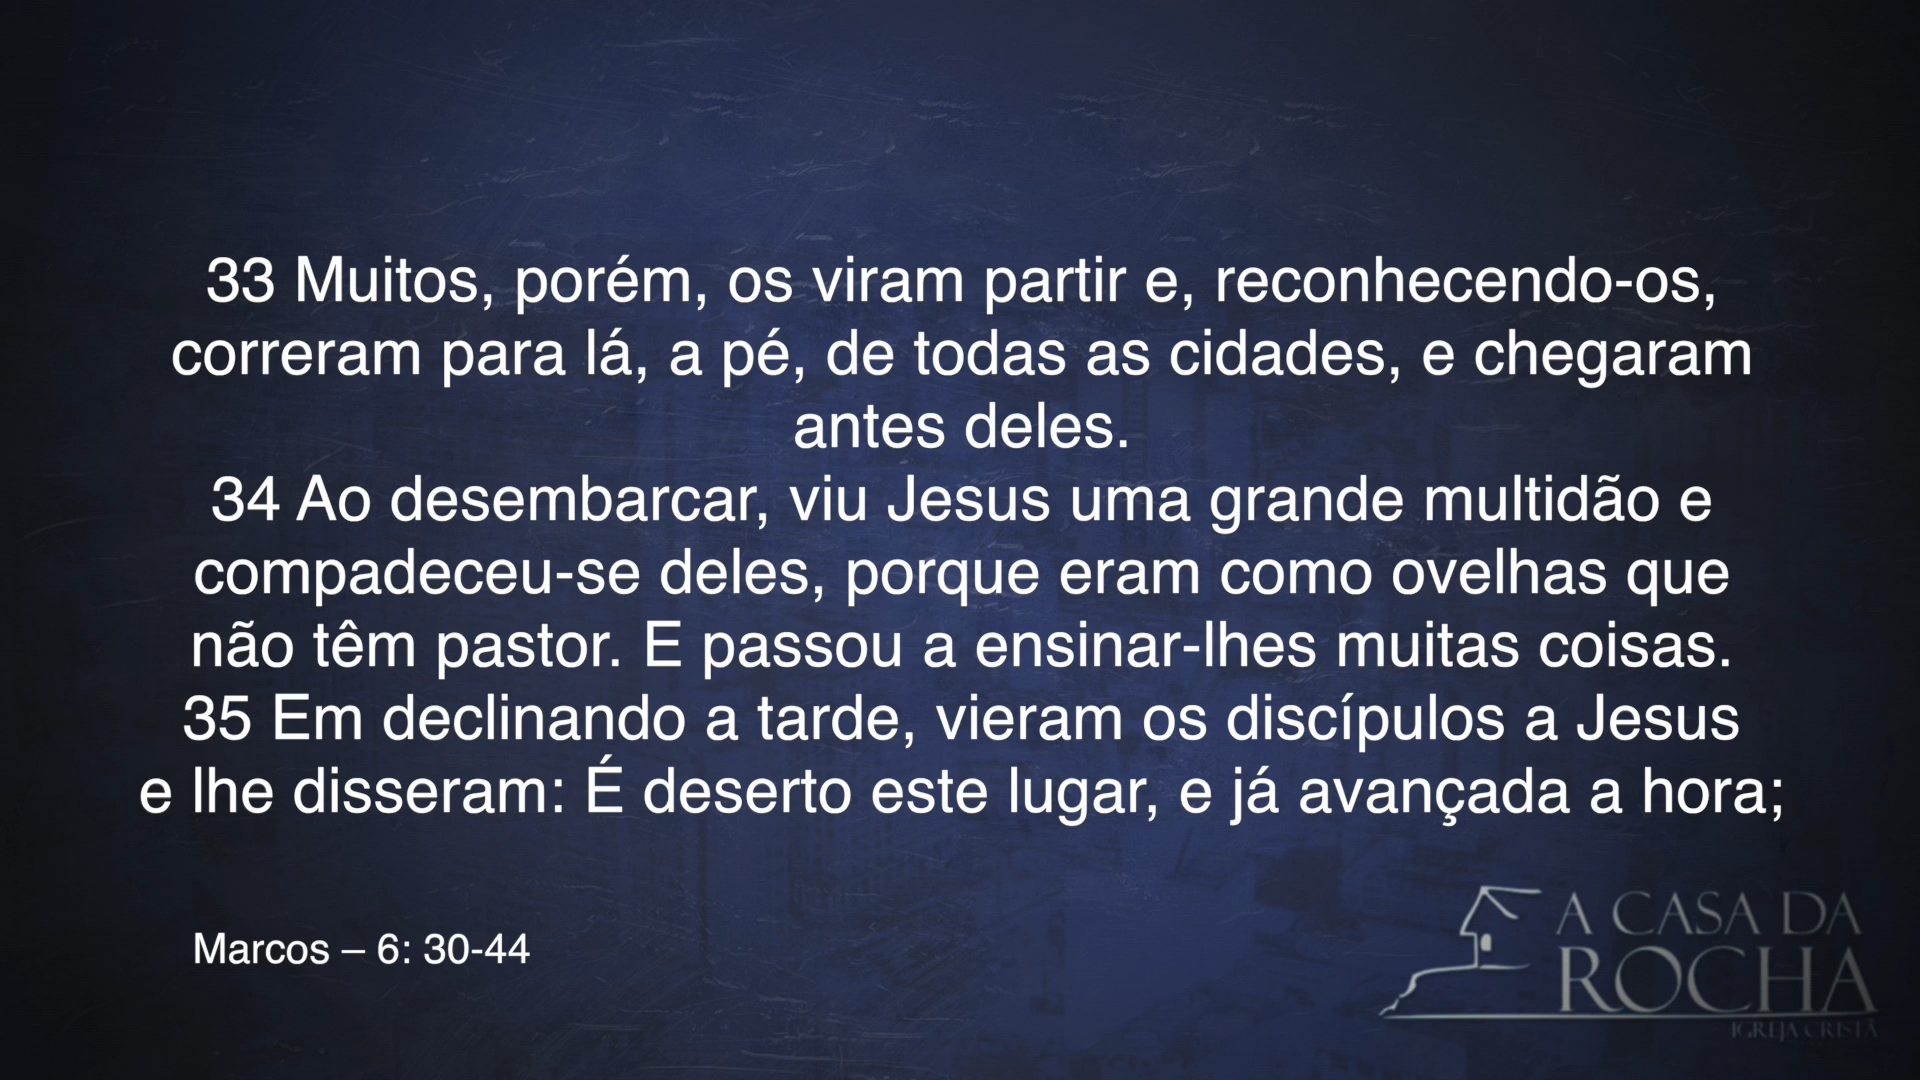 33 Muitos, porém, os viram partir e, reconhecendo-os,
correram para lá, a pé, de todas as cidades, e chegaram
antes deles.
34 Ao desembarcar, viu Jesus uma grande multidão e
compadeceu-se deles, porque eram como ovelhas que
não têm pastor. E passou a ensinar-lhes muitas coisas.
35 Em declinando a tarde, vieram os discípulos a Jesus
e lhe disseram: É deserto este lugar, e já avançada a hora;
Marcos – 6: 30-44
A CASA DA
ROCHA
IGREJA CRISTÃ